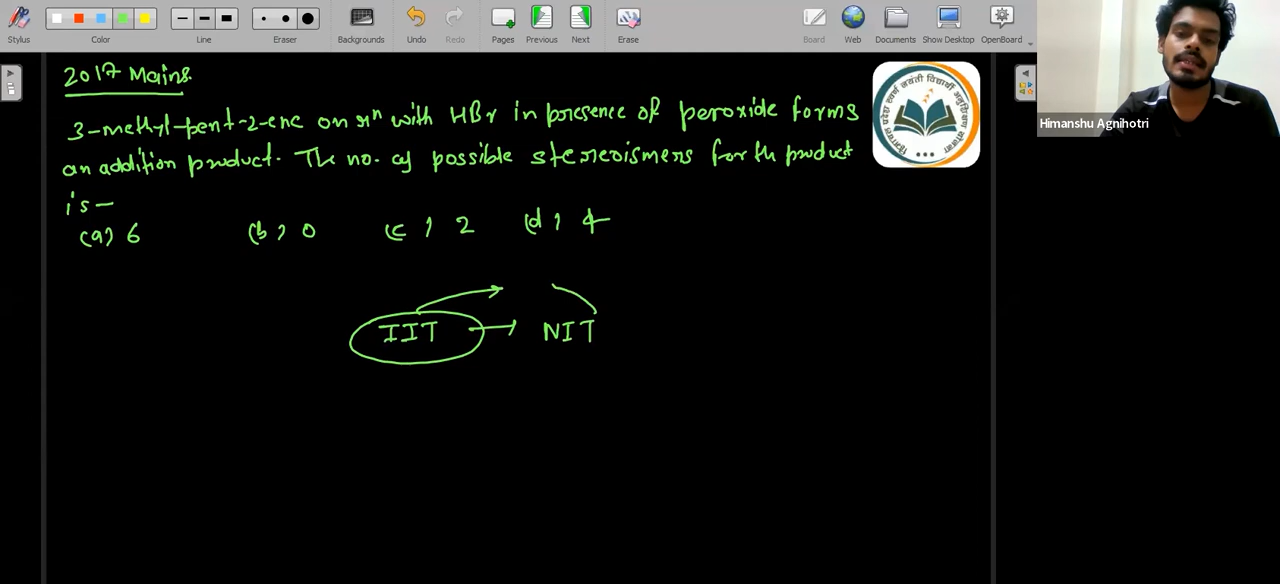 Stylus
Color
Line
Eraser
Backgrounds
Undo
Redo
Pages
Previous
Next
Erase
Board
Web
Documents
Show Desktop
OpenBoard
Himanshu Agnihotri
2017 Mains.
3-methyl-pent-2-ene on rxn with HBr in presence of peroxide forms
an addition product. The no. of possible stereoismers for th product
is-
(a) 6 (b) 0 (c) 2 (d) 4
IIT NIT